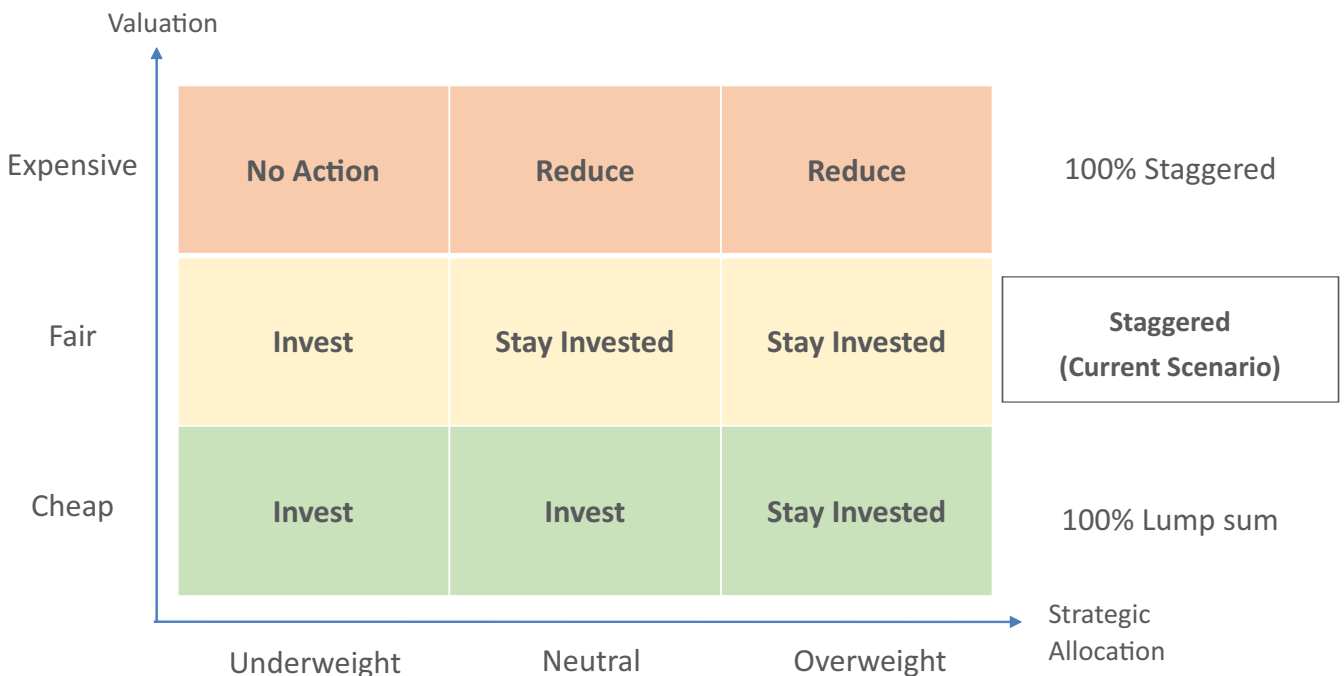 Valuation
Expensive
No Action
Reduce
Reduce
100% Staggered
Fair
Invest
Stay Invested
Stay Invested
Staggered
(Current Scenario)
Cheap
Invest
Invest
Stay Invested
100% Lump sum
Strategic
Allocation
Underweight
Neutral
Overweight